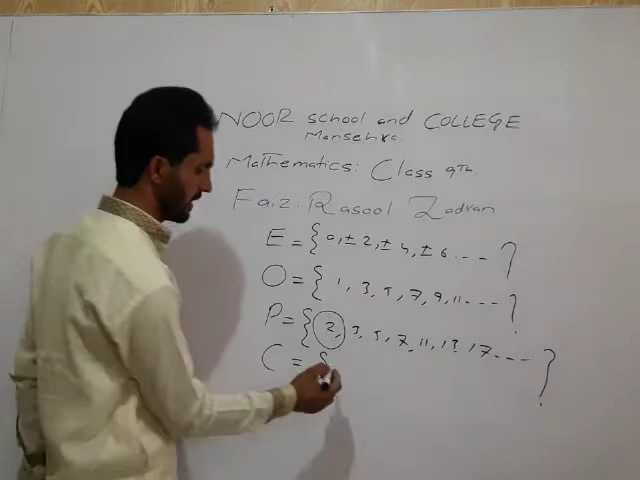 NOOR school and COLLEGE
Mansehra
Mathematics: Class 9TH
Faiz. Rasool. Zadvan
E = { 0, ± 2, ± 4, ± 6 ---- }
O = { 1, 3, 5, 7, 9, 11 ---- }
P = { 2, 3, 5, 7, 11, 13, 17 ---- }
C = {